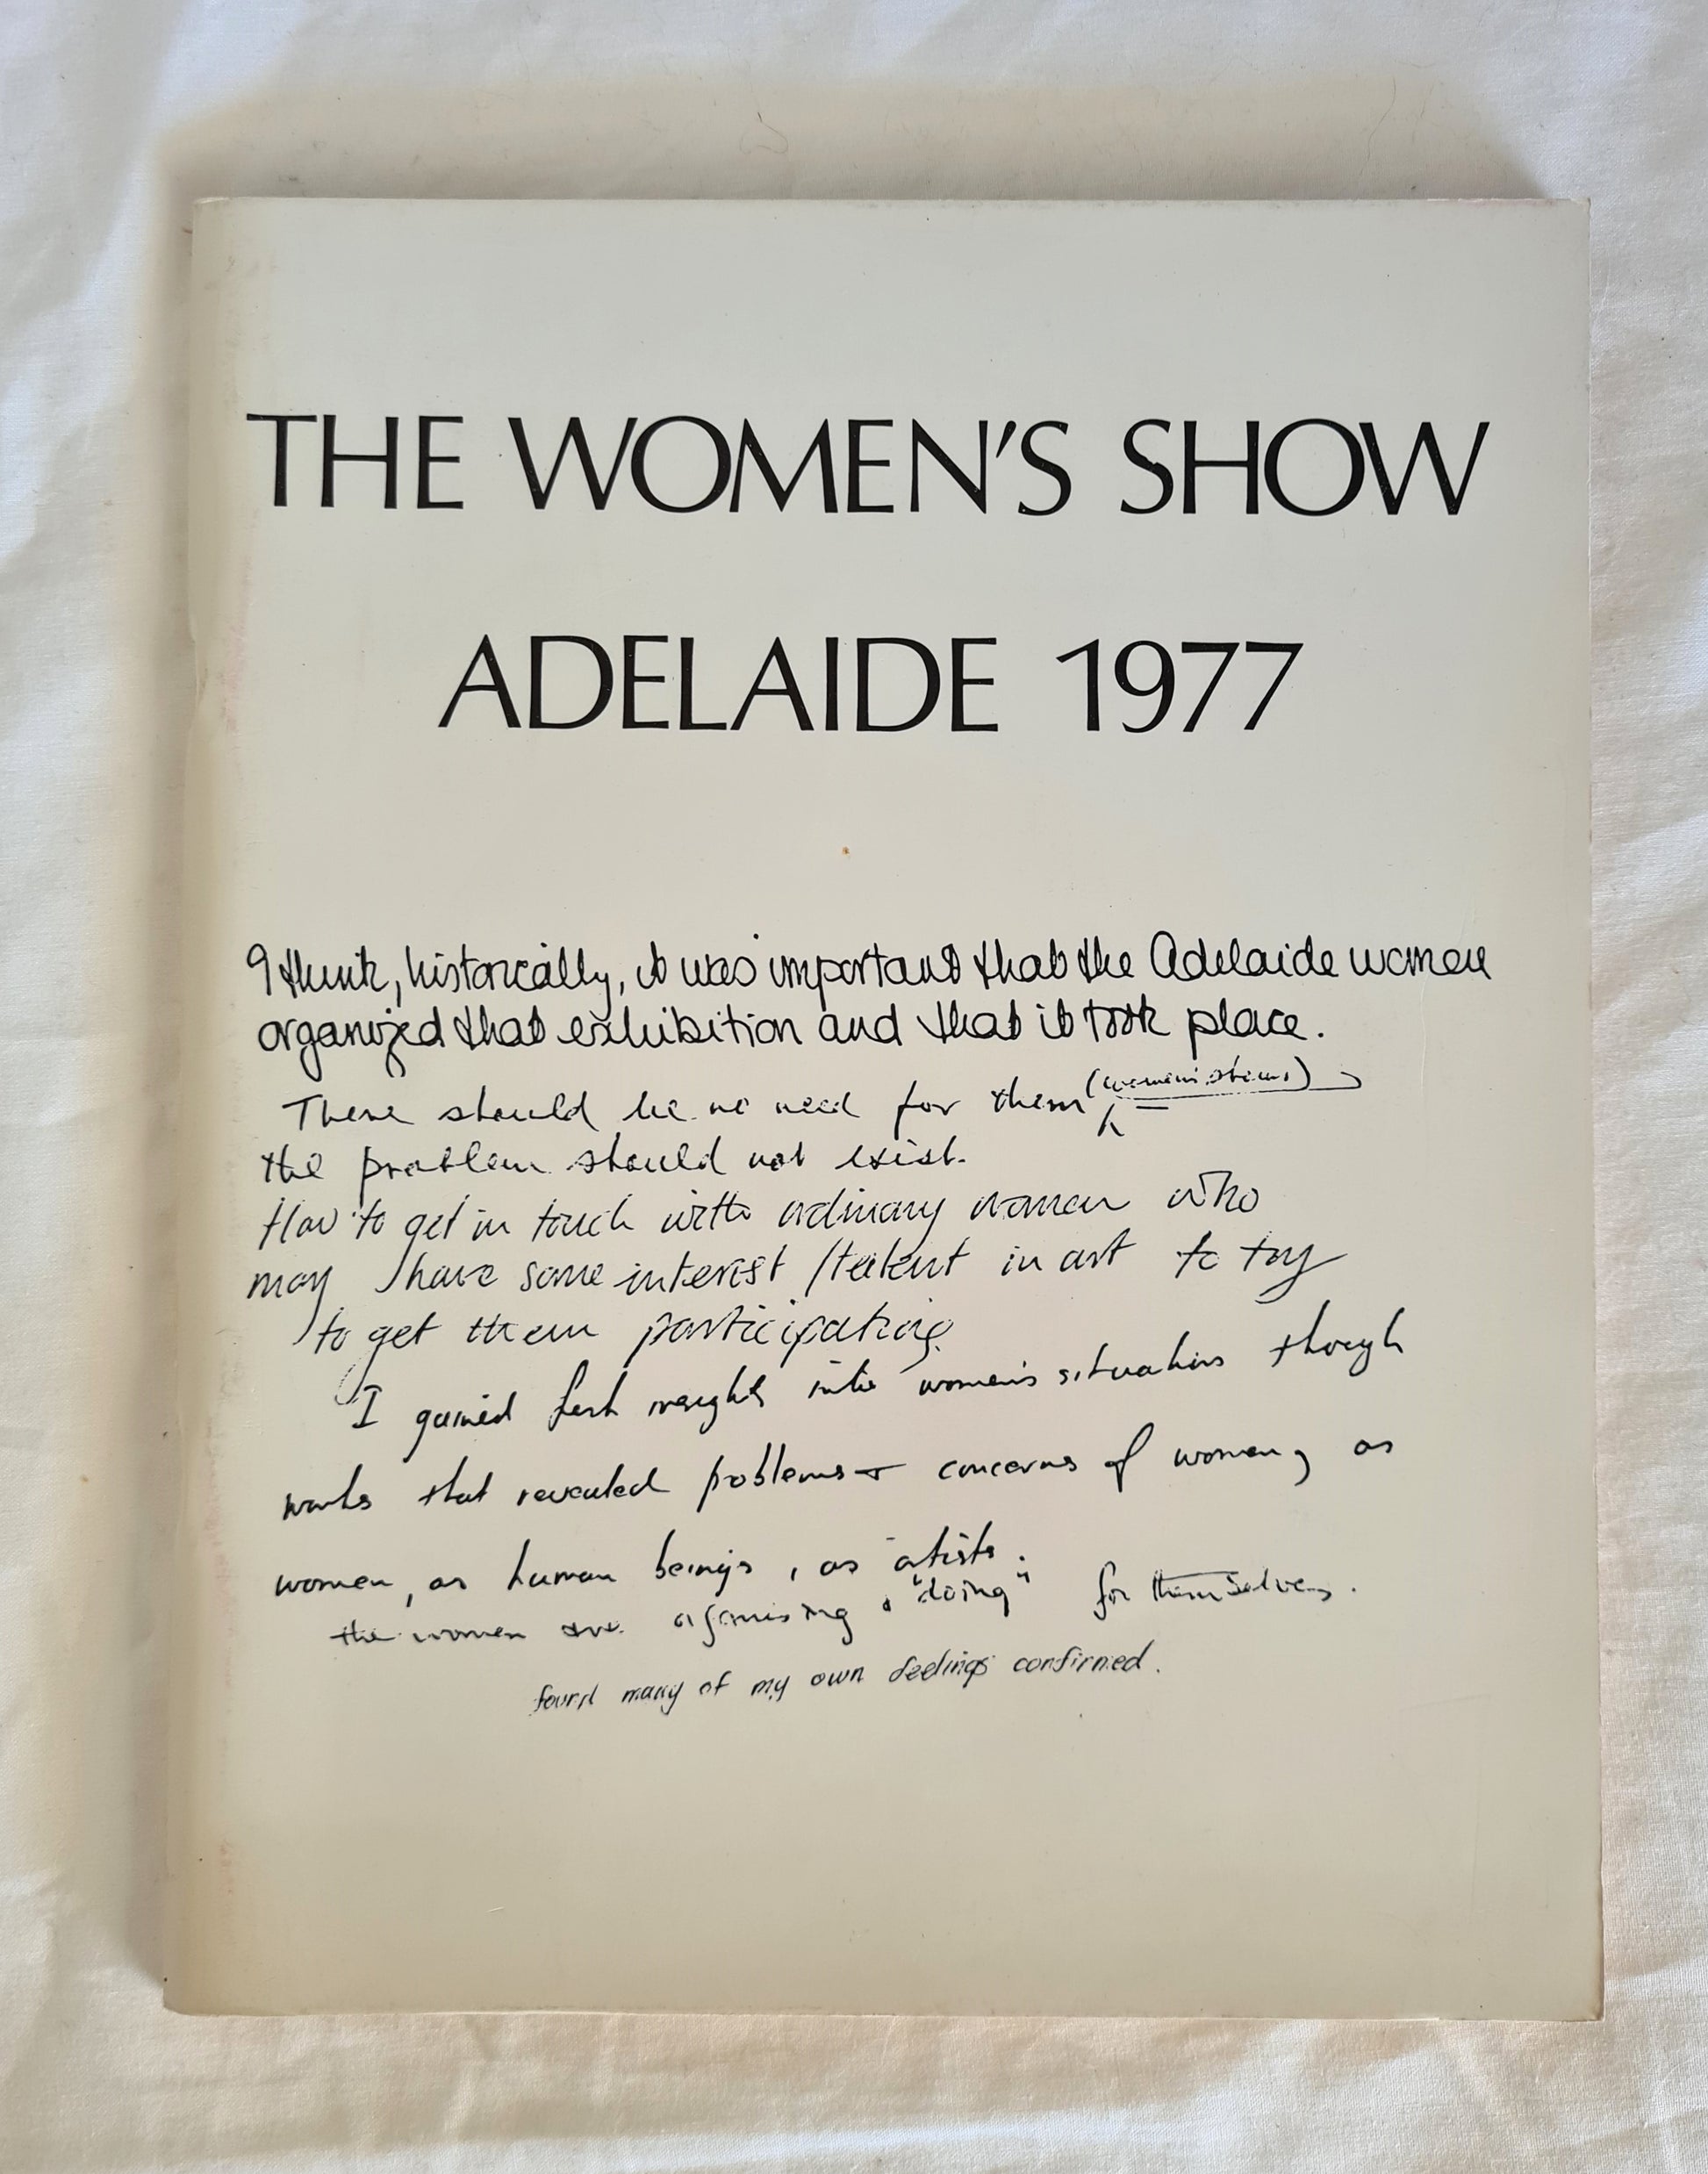 THE WOMEN'S SHOW
ADELAIDE 1977
I think, historically, it was important that the Adelaide women
organized that exhibition and that it took place.
(women's shows)
There should be no need for them
the problem should not exist.
How to get in touch with ordinary women who
may have some interest / talent in art to try
to get them participating.
I gained fresh insights into women's situations through
works that revealed problems + concerns of women, as
women, as human beings, as artists.
the women are organising & "doing" for themselves.
found many of my own feelings confirmed.